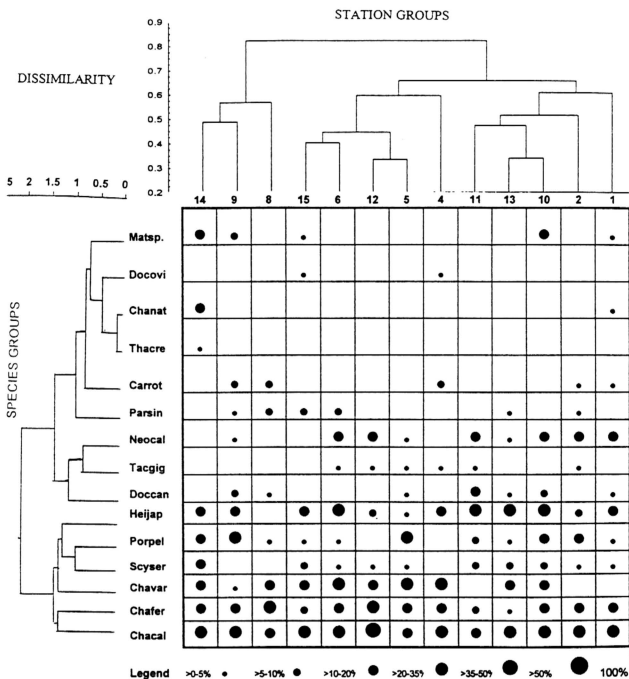 STATION GROUPS
DISSIMILARITY
0.9
0.8
0.7
0.6
0.5
0.4
0.3
0.2
5 2 1.5 1 0.5 0
14 9 8 15 6 12 5 4 11 13 10 2 1
SPECIES GROUPS
Matsp.
Docovi
Chanat
Thacre
Carrot
Parsin
Neocal
Tacgig
Doccan
Heijap
Porpel
Scyser
Chavar
Chafer
Chacal
Legend >0-5% >5-10% >10-20% >20-35% >35-50% >50% 100%